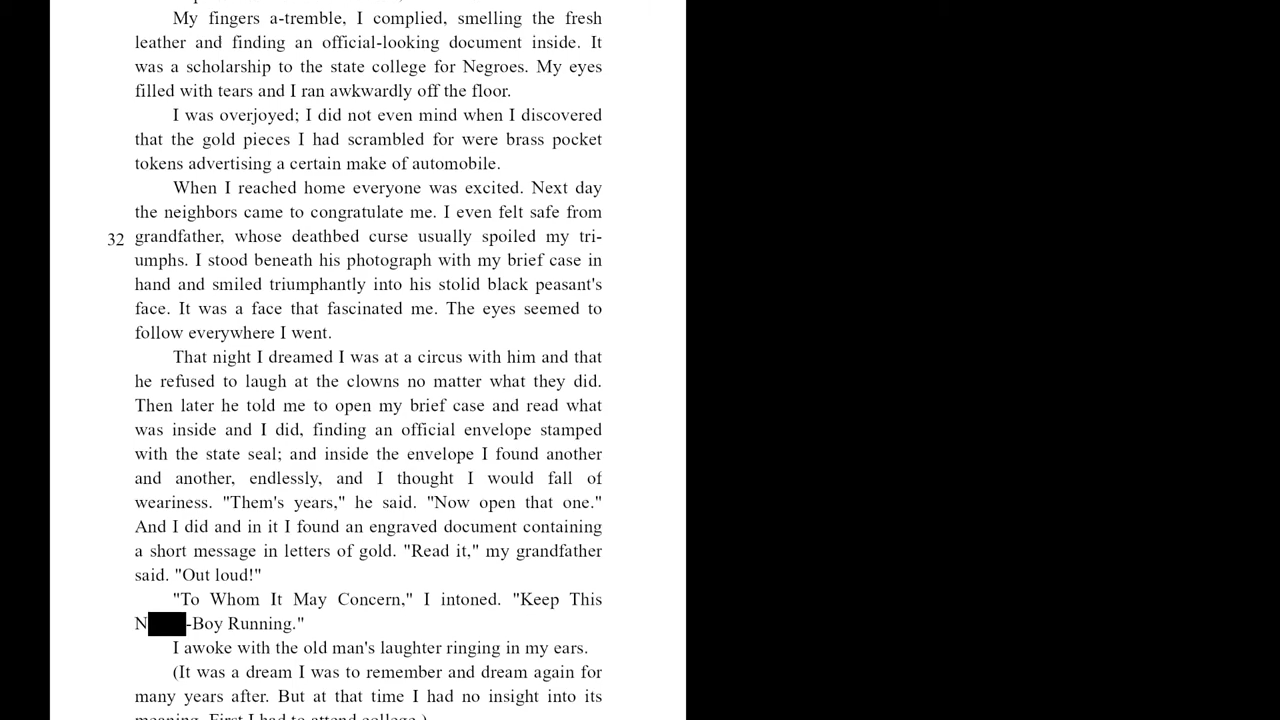 My fingers a-tremble, I complied, smelling the fresh
leather and finding an official-looking document inside. It
was a scholarship to the state college for Negroes. My eyes
filled with tears and I ran awkwardly off the floor.
I was overjoyed; I did not even mind when I discovered
that the gold pieces I had scrambled for were brass pocket
tokens advertising a certain make of automobile.
When I reached home everyone was excited. Next day
the neighbors came to congratulate me. I even felt safe from
32 grandfather, whose deathbed curse usually spoiled my tri-
umphs. I stood beneath his photograph with my brief case in
hand and smiled triumphantly into his stolid black peasant's
face. It was a face that fascinated me. The eyes seemed to
follow everywhere I went.
That night I dreamed I was at a circus with him and that
he refused to laugh at the clowns no matter what they did.
Then later he told me to open my brief case and read what
was inside and I did, finding an official envelope stamped
with the state seal; and inside the envelope I found another
and another, endlessly, and I thought I would fall of
weariness. "Them's years," he said. "Now open that one."
And I did and in it I found an engraved document containing
a short message in letters of gold. "Read it," my grandfather
said. "Out loud!"
"To Whom It May Concern," I intoned. "Keep This
N -Boy Running."
I awoke with the old man's laughter ringing in my ears.
(It was a dream I was to remember and dream again for
many years after. But at that time I had no insight into its
meaning. First I had to attend college.)